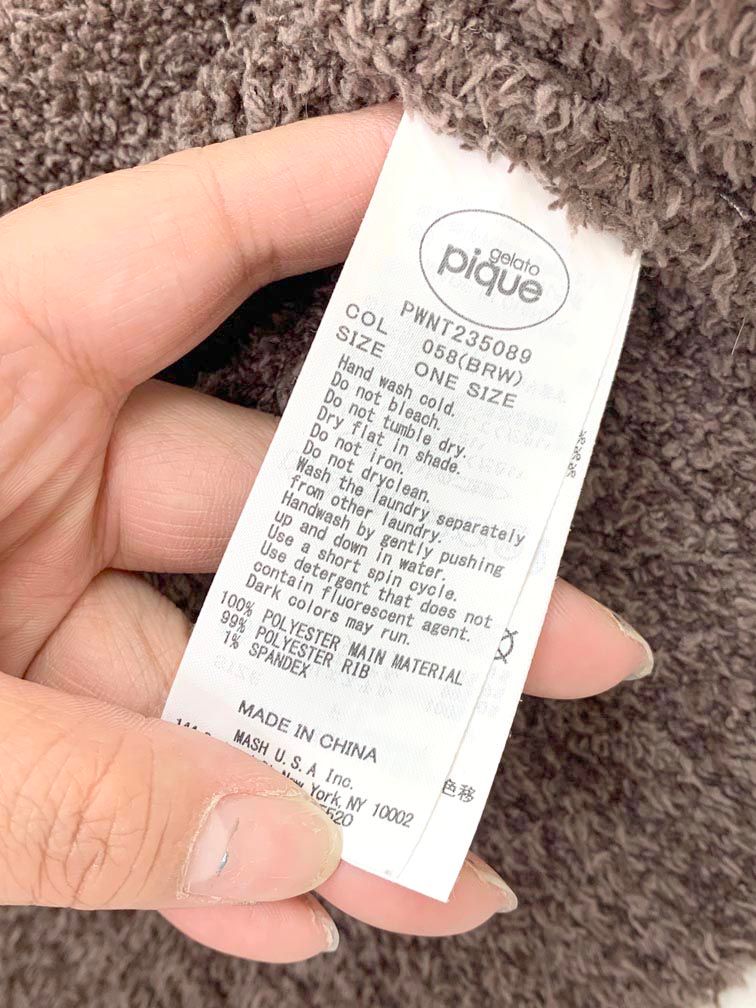 gelato
pique
PWNT235089
COL 058(BRW)
SIZE ONE SIZE
Hand wash cold.
Do not bleach.
Do not tumble dry.
Dry flat in shade.
Do not iron.
Do not dryclean.
Wash the laundry separately
from other laundry.
Handwash by gently pushing
up and down in water.
Use a short spin cycle.
Use detergent that does not
contain fluorescent agent.
Dark colors may run.
100% POLYESTER MAIN MATERIAL
99% POLYESTER RIB
1% SPANDEX
MADE IN CHINA
MASH U.S.A Inc.
New York, NY 10002
色移